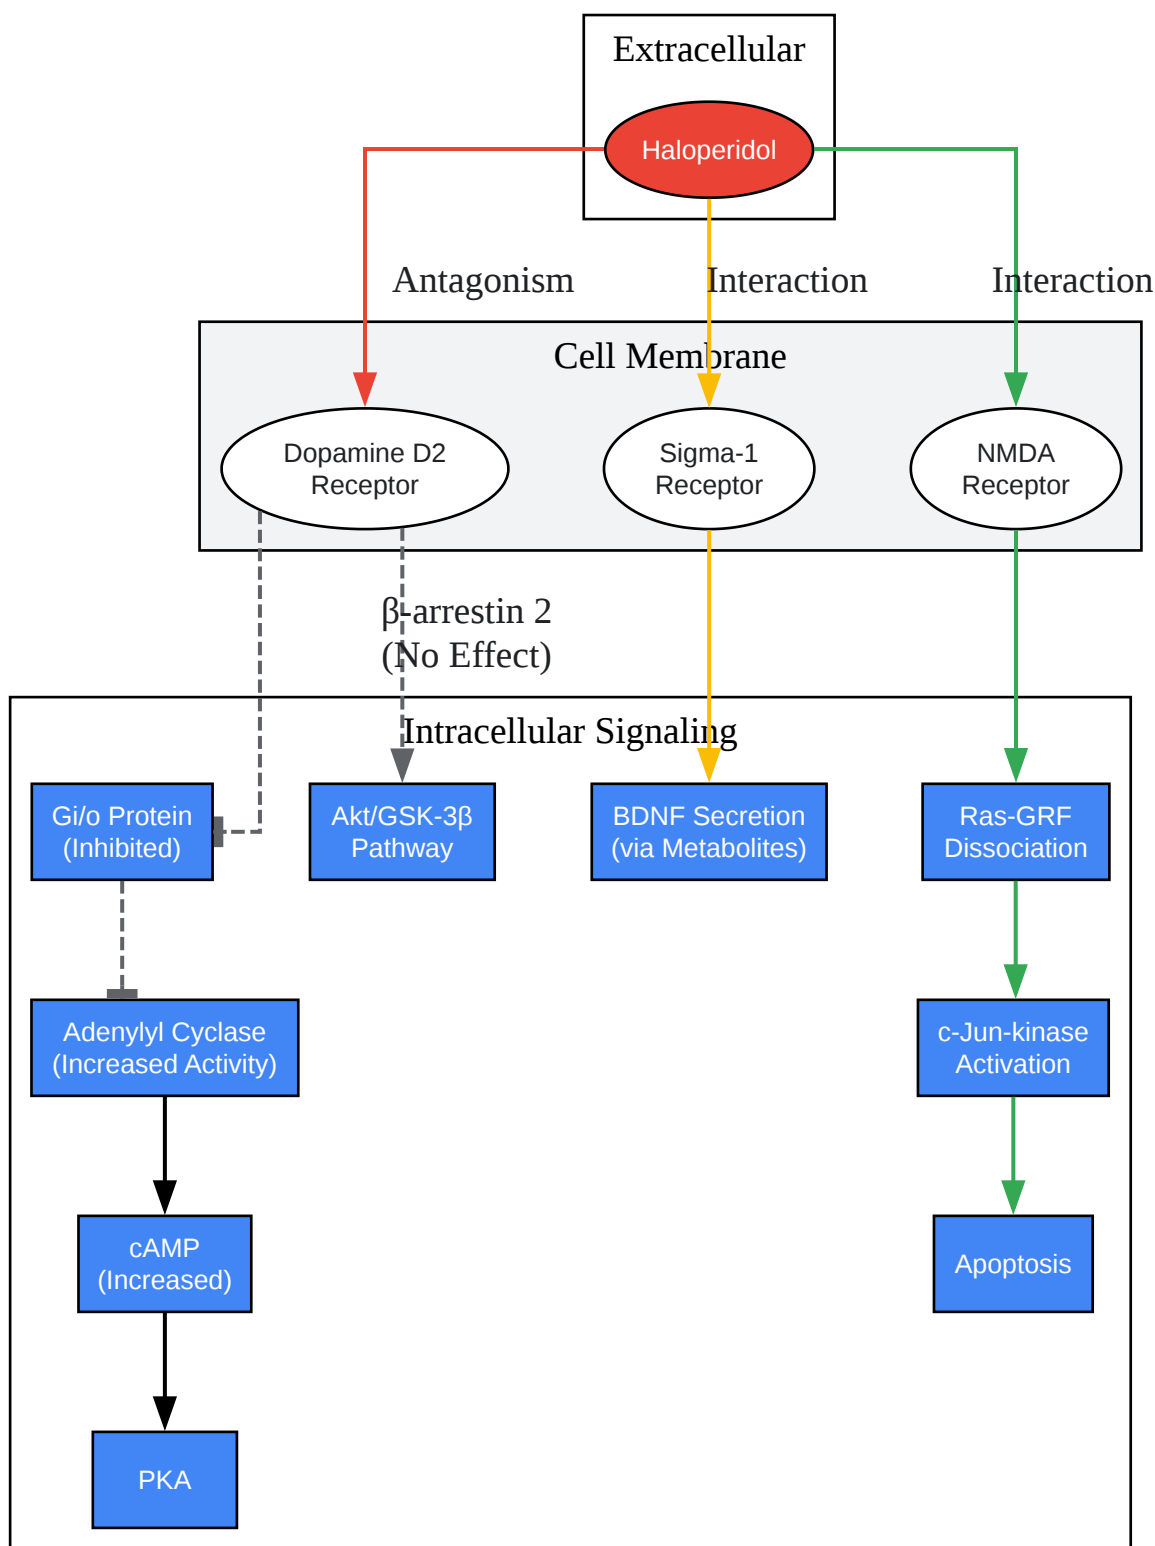 Extracellular
Haloperidol
Antagonism
Interaction
Interaction
Cell Membrane
Dopamine D2
Receptor
Sigma-1
Receptor
NMDA
Receptor
β-arrestin 2
(No Effect)
Intracellular Signaling
Gi/o Protein
(Inhibited)
Akt/GSK-3β
Pathway
BDNF Secretion
(via Metabolites)
Ras-GRF
Dissociation
Adenylyl Cyclase
(Increased Activity)
c-Jun-kinase
Activation
cAMP
(Increased)
Apoptosis
PKA